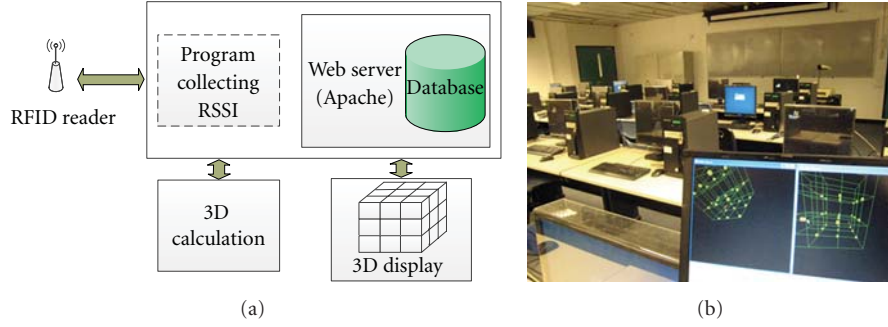 RFID reader
Program
collecting
RSSI
Web server
(Apache)
Database
3D
calculation
3D display
(a)
(b)